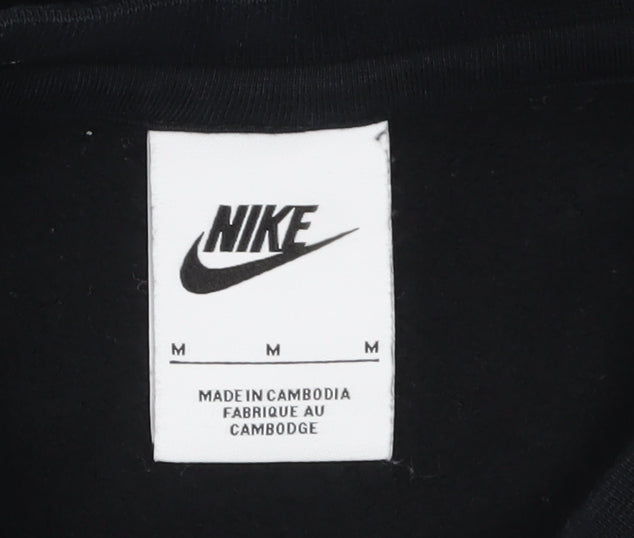 NIKE
M M M
MADE IN CAMBODIA
FABRIQUE AU
CAMBODGE